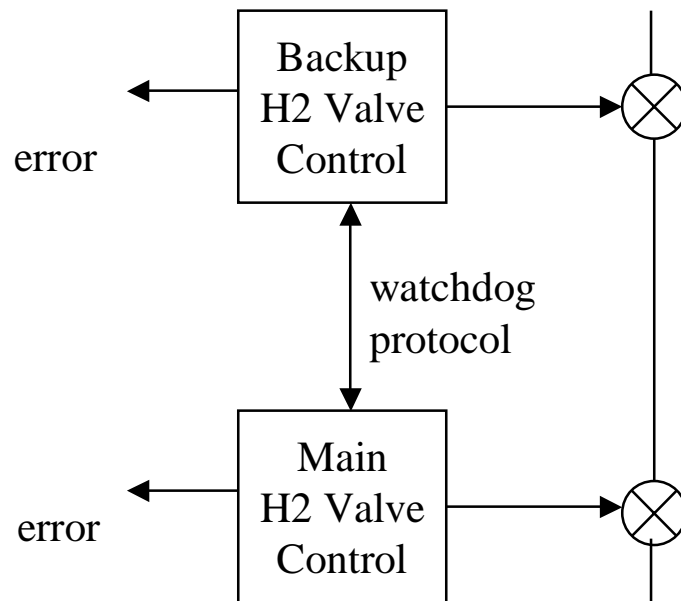 Backup
H2 Valve
Control
error
watchdog
protocol
Main
H2 Valve
Control
error